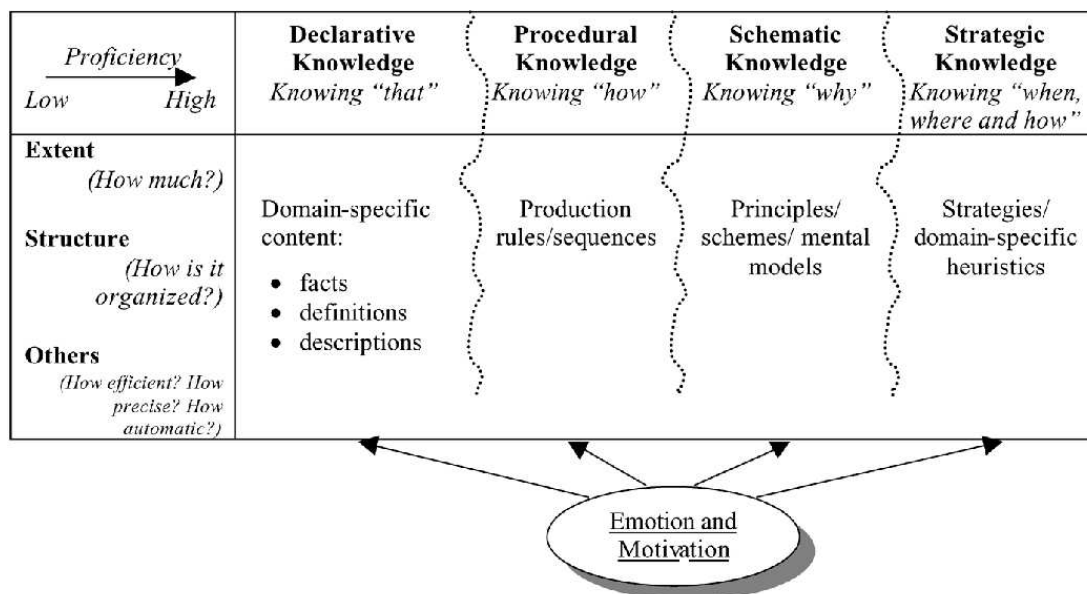 Proficiency
Low High
Declarative
Knowledge
Knowing “that”
Procedural
Knowledge
Knowing “how”
Schematic
Knowledge
Knowing “why”
Strategic
Knowledge
Knowing “when,
where and how”
Extent
(How much?)
Structure
(How is it
organized?)
Others
(How efficient? How
precise? How
automatic?)
Domain-specific
content:
• facts
• definitions
• descriptions
Production
rules/sequences
Principles/
schemes/ mental
models
Strategies/
domain-specific
heuristics
Emotion and
Motivation